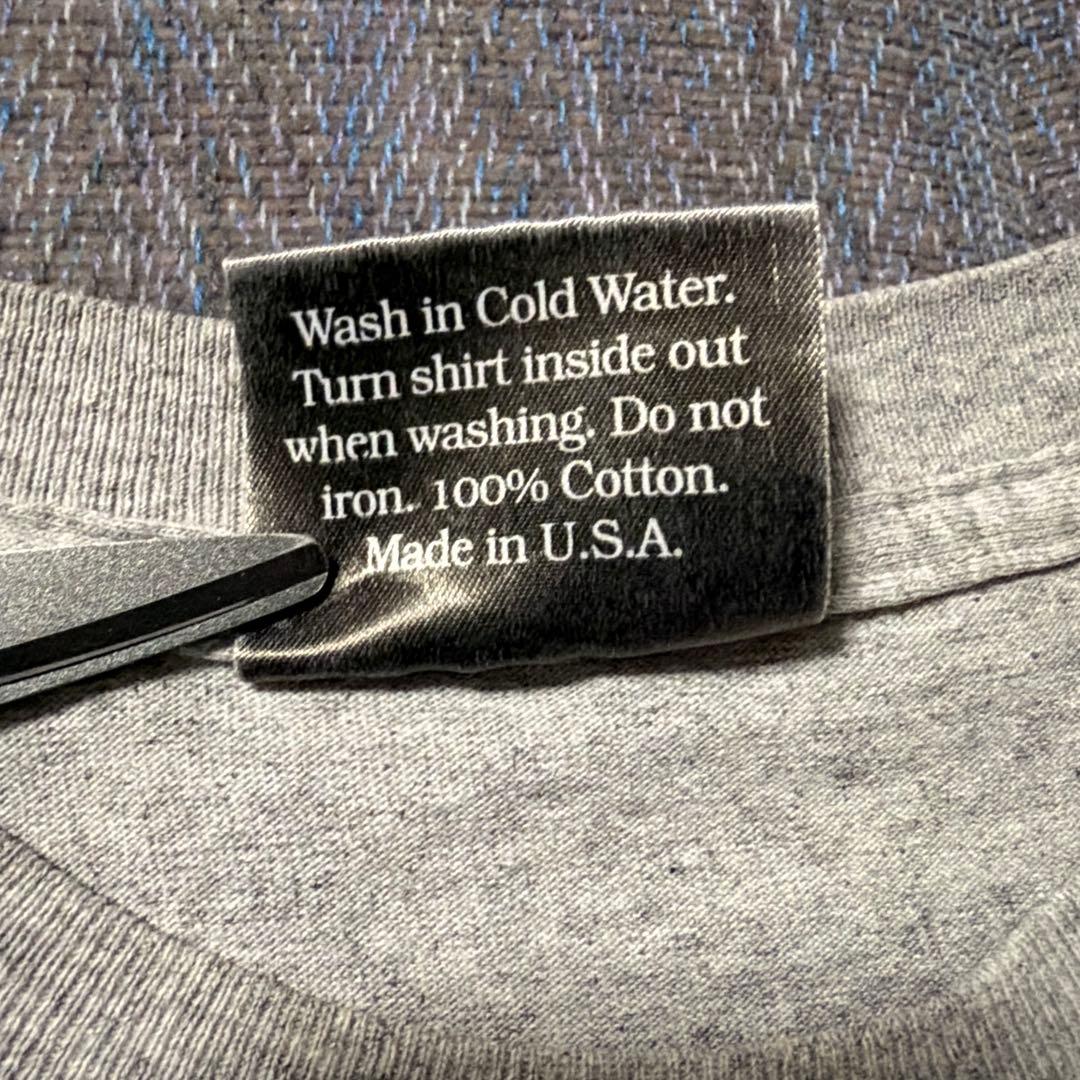 Wash in Cold Water.
Turn shirt inside out
when washing. Do not
iron. 100% Cotton.
Made in U.S.A.